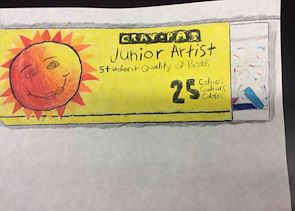 CRAY-PAS
Junior Artist
Student Quality oil Pastels
25
Colours
Couleurs
Colores